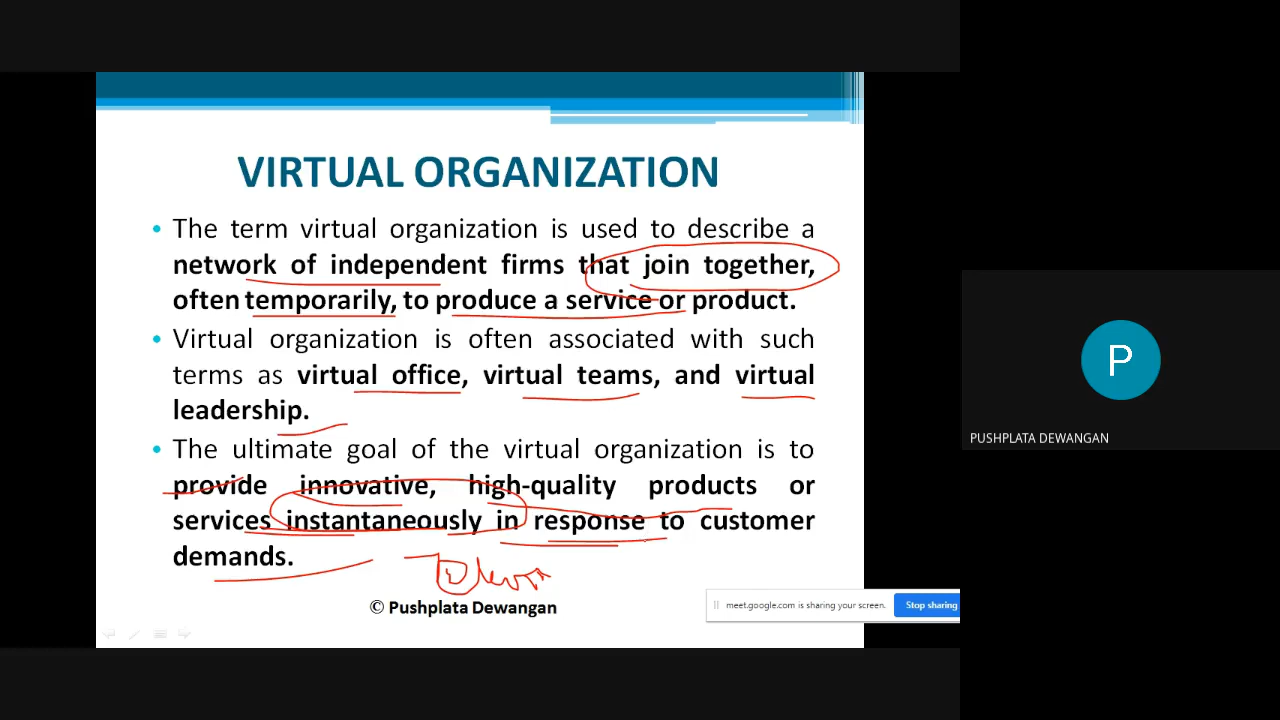 VIRTUAL ORGANIZATION
• The term virtual organization is used to describe a
network of independent firms that join together,
often temporarily, to produce a service or product.
• Virtual organization is often associated with such
terms as virtual office, virtual teams, and virtual
leadership.
• The ultimate goal of the virtual organization is to
provide innovative, high-quality products or
services instantaneously in response to customer
demands.
© Pushplata Dewangan
meet.google.com is sharing your screen.
Stop sharing
P
PUSHPLATA DEWANGAN